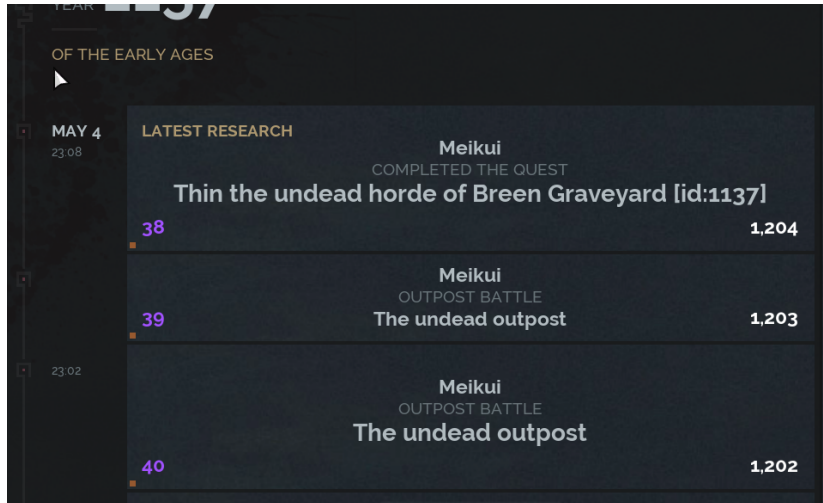 YEAR 1137
OF THE EARLY AGES
MAY 4
23:08
LATEST RESEARCH
Meikui
COMPLETED THE QUEST
Thin the undead horde of Breen Graveyard [id:1137]
38
1,204
Meikui
OUTPOST BATTLE
The undead outpost
39
1,203
23:02
Meikui
OUTPOST BATTLE
The undead outpost
40
1,202